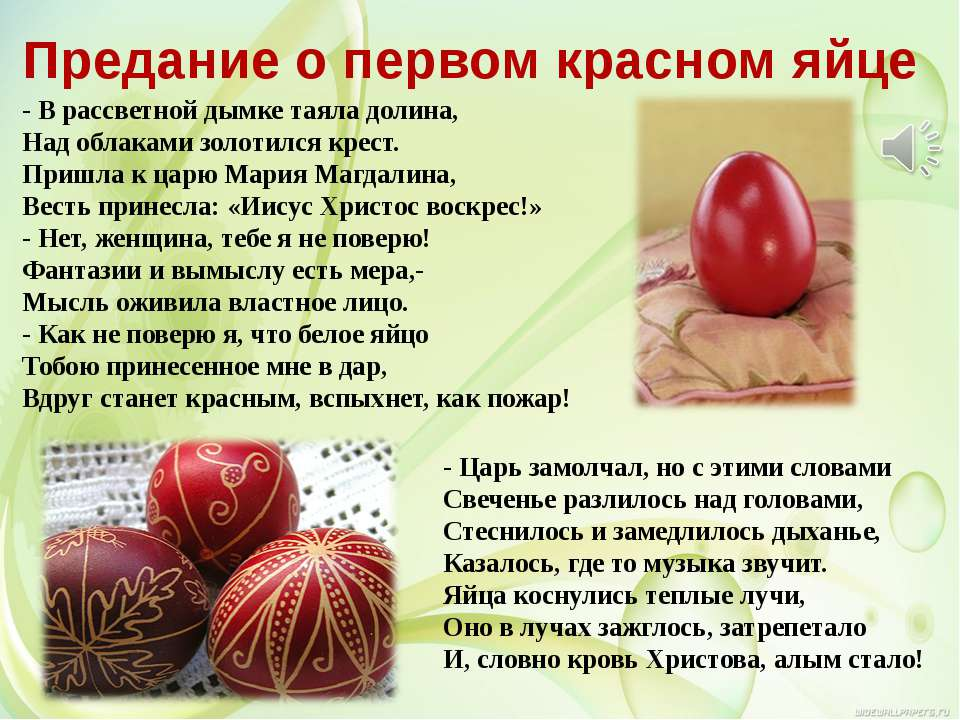 Предание о первом красном яйце
- В рассветной дымке таяла долина,
Над облаками золотился крест.
Пришла к царю Мария Магдалина,
Весть принесла: «Иисус Христос воскрес!»
- Нет, женщина, тебе я не поверю!
Фантазии и вымыслу есть мера,-
Мысль оживила властное лицо.
- Как не поверю я, что белое яйцо
Тобою принесенное мне в дар,
Вдруг станет красным, вспыхнет, как пожар!
- Царь замолчал, но с этими словами
Свеченье разлилось над головами,
Стеснилось и замедлилось дыханье,
Казалось, где то музыка звучит.
Яйца коснулись теплые лучи,
Оно в лучах зажглось, затрепетало
И, словно кровь Христова, алым стало!
WIDEWALLPAPERS.RU